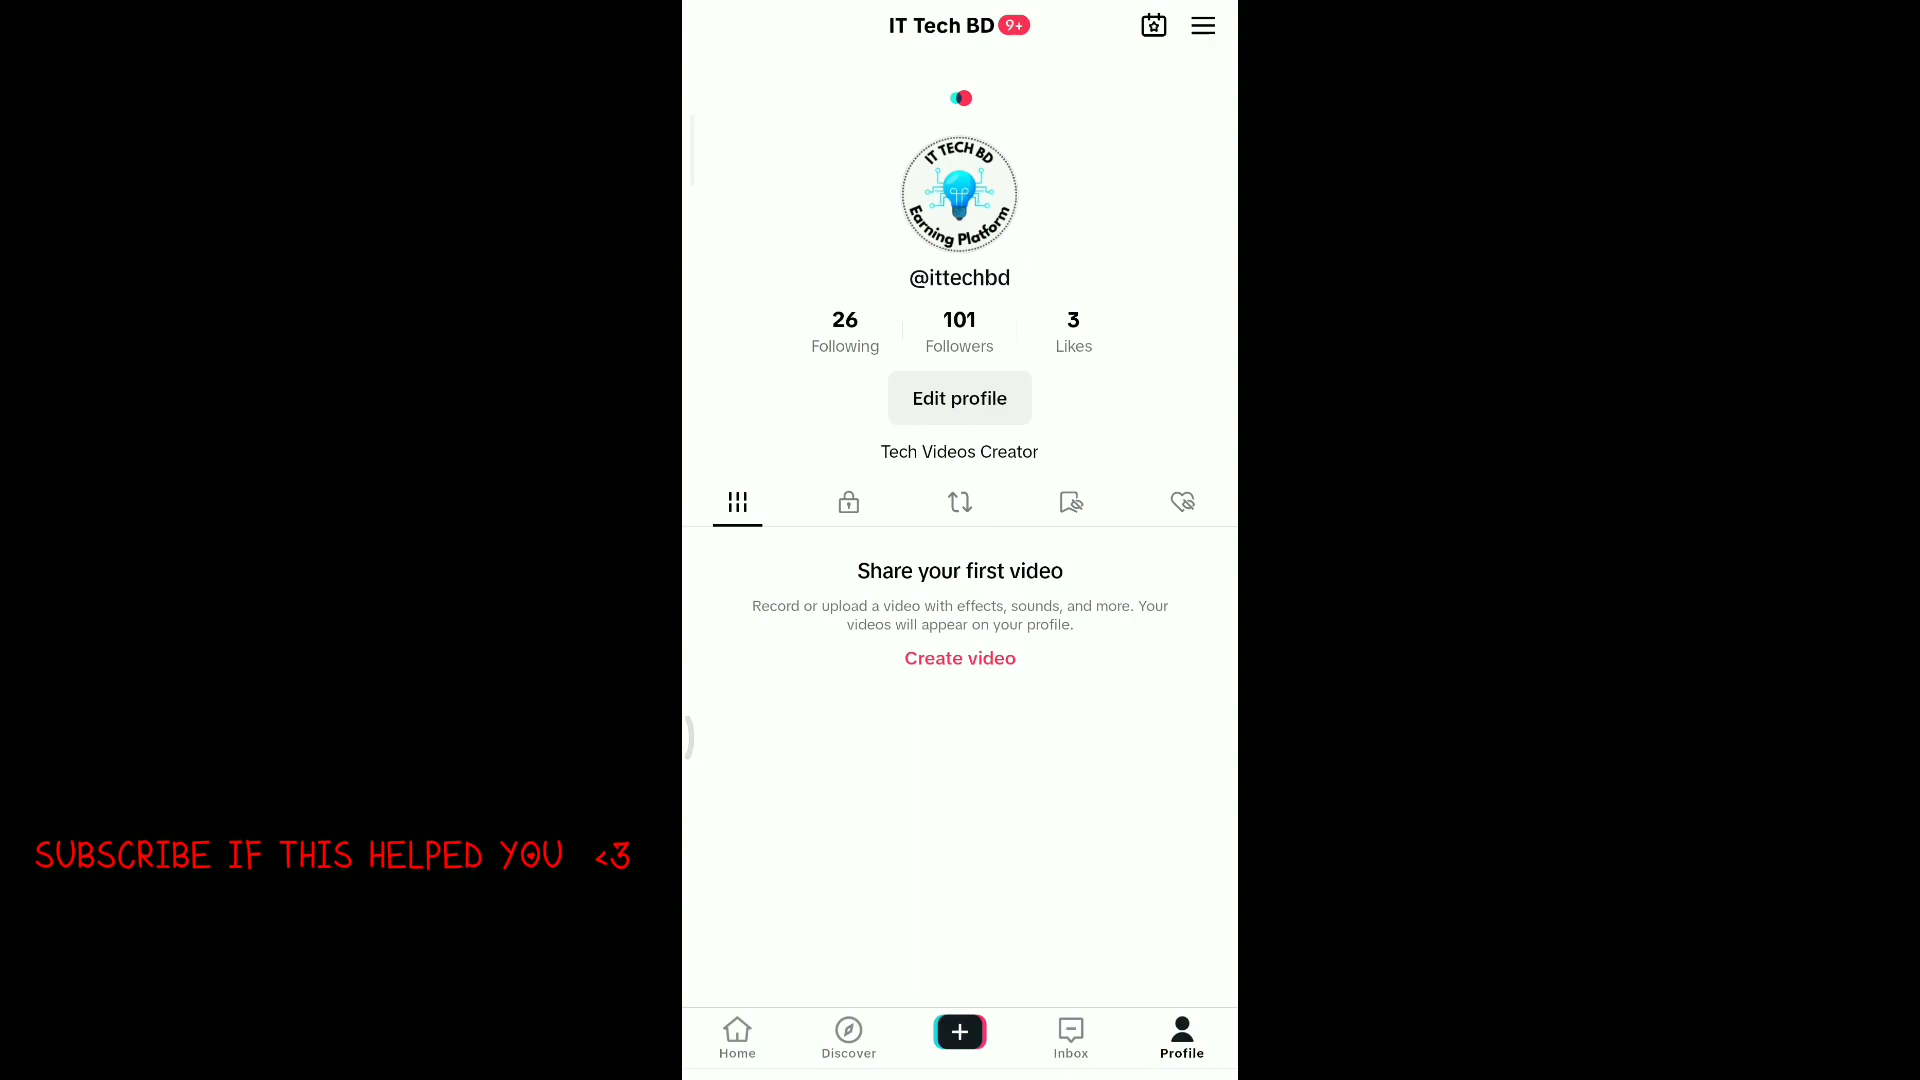 IT Tech BD 9+
IT TECH BD
Earning Platform
@ittechbd
26 101 3
Following Followers Likes
Edit profile
Tech Videos Creator
Share your first video
Record or upload a video with effects, sounds, and more. Your
videos will appear on your profile.
Create video
SUBSCRIBE IF THIS HELPED YOU <3
Home Discover Inbox Profile